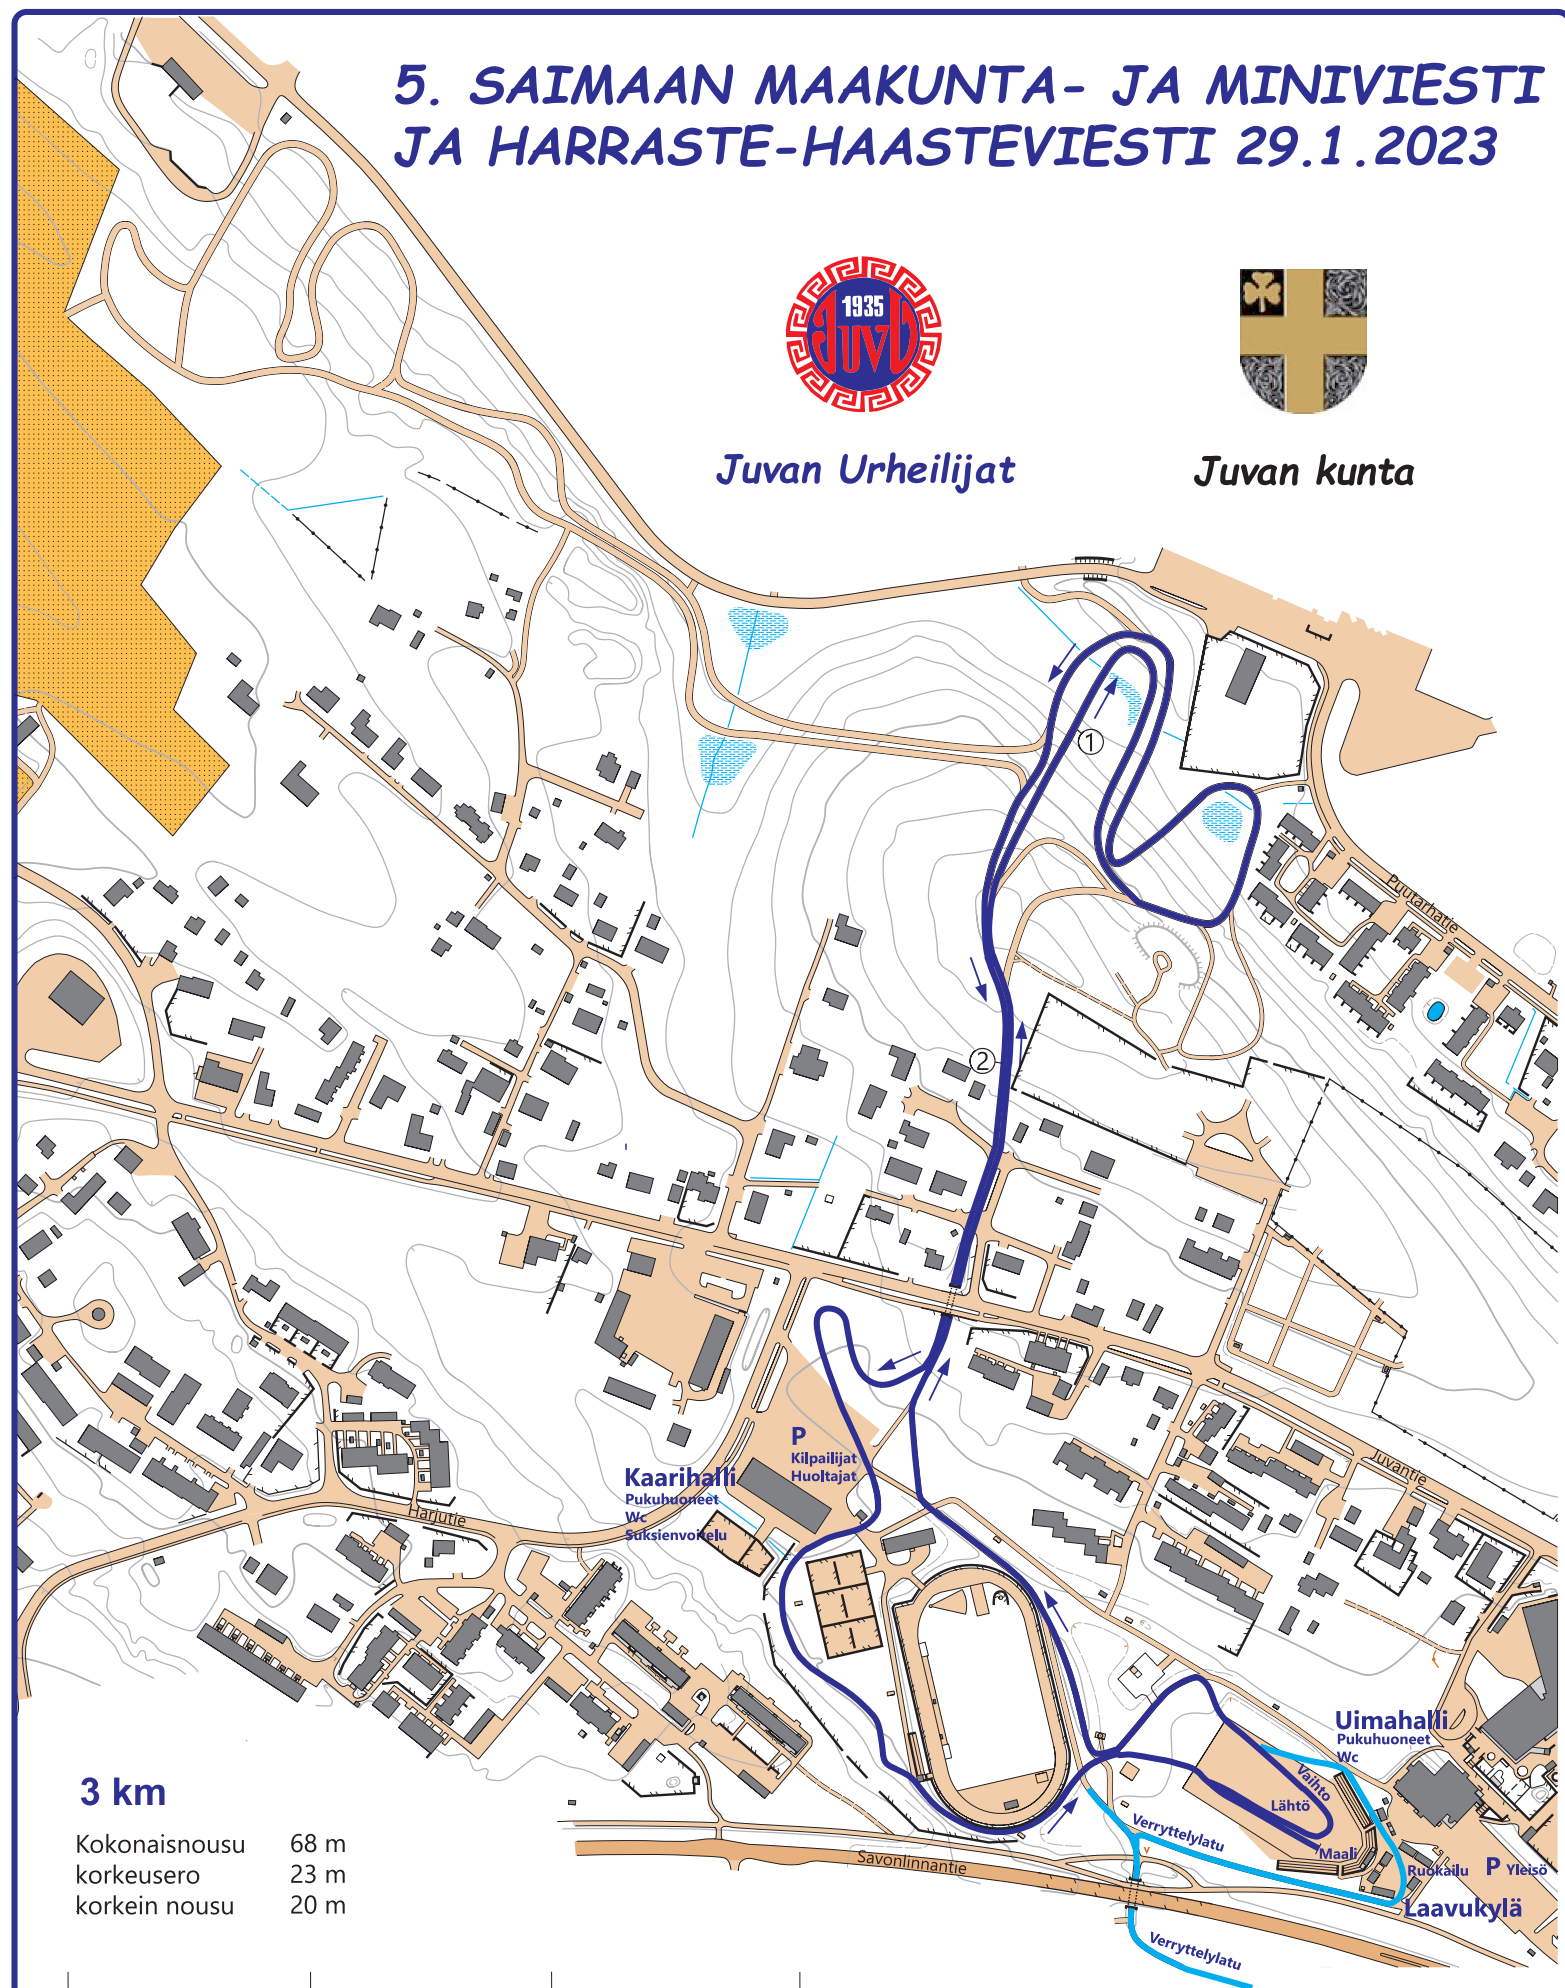 5. SAIMAAN MAAKUNTA- JA MINIVIESTI
JA HARRASTE-HAASTEVIESTI 29.1.2023
1935
JuvU
Juvan Urheilijat
Juvan kunta
1
2
Puutarhatie
Juvantie
P
Kilpailijat
Huoltajat
Kaarihalli
Pukuhuoneet
Wc
Suksienvoitelu
Harjutie
Uimahalli
Pukuhuoneet
Wc
Vaihto
Lähtö
Maali
Verryttelylatu
Savonlinnantie
Ruokailu
P Yleisö
Laavukylä
Verryttelylatu
3 km
Kokonaisnousu 68 m
korkeusero 23 m
korkein nousu 20 m